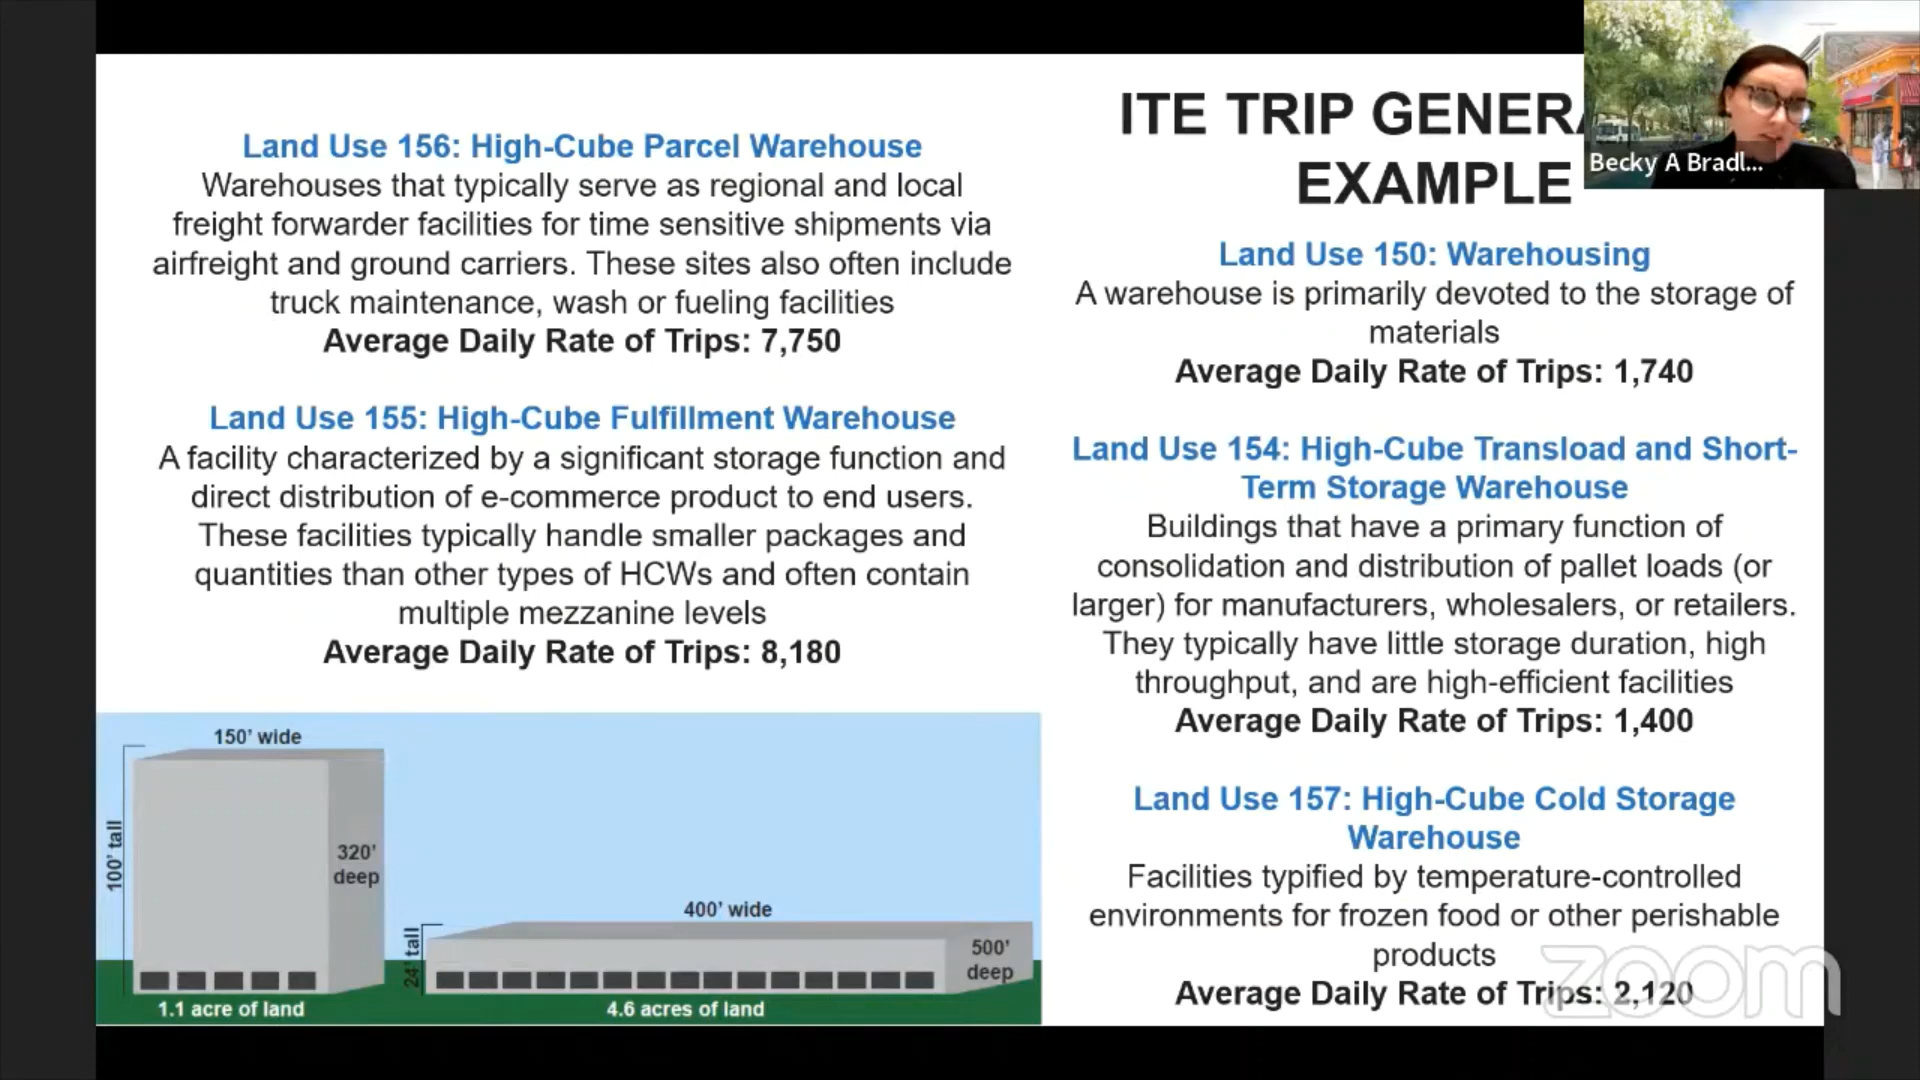 Land Use 156: High-Cube Parcel Warehouse
Warehouses that typically serve as regional and local
freight forwarder facilities for time sensitive shipments via
airfreight and ground carriers. These sites also often include
truck maintenance, wash or fueling facilities
Average Daily Rate of Trips: 7,750
Land Use 155: High-Cube Fulfillment Warehouse
A facility characterized by a significant storage function and
direct distribution of e-commerce product to end users.
These facilities typically handle smaller packages and
quantities than other types of HCWs and often contain
multiple mezzanine levels
Average Daily Rate of Trips: 8,180
150' wide
100' tall
320'
deep
1.1 acre of land
400' wide
24' tall
500'
deep
4.6 acres of land
ITE TRIP GENERA
EXAMPLE
Land Use 150: Warehousing
A warehouse is primarily devoted to the storage of
materials
Average Daily Rate of Trips: 1,740
Land Use 154: High-Cube Transload and Short-
Term Storage Warehouse
Buildings that have a primary function of
consolidation and distribution of pallet loads (or
larger) for manufacturers, wholesalers, or retailers.
They typically have little storage duration, high
throughput, and are high-efficient facilities
Average Daily Rate of Trips: 1,400
Land Use 157: High-Cube Cold Storage
Warehouse
Facilities typified by temperature-controlled
environments for frozen food or other perishable
products
Average Daily Rate of Trips: 2,120
Becky A Bradl...
zoom